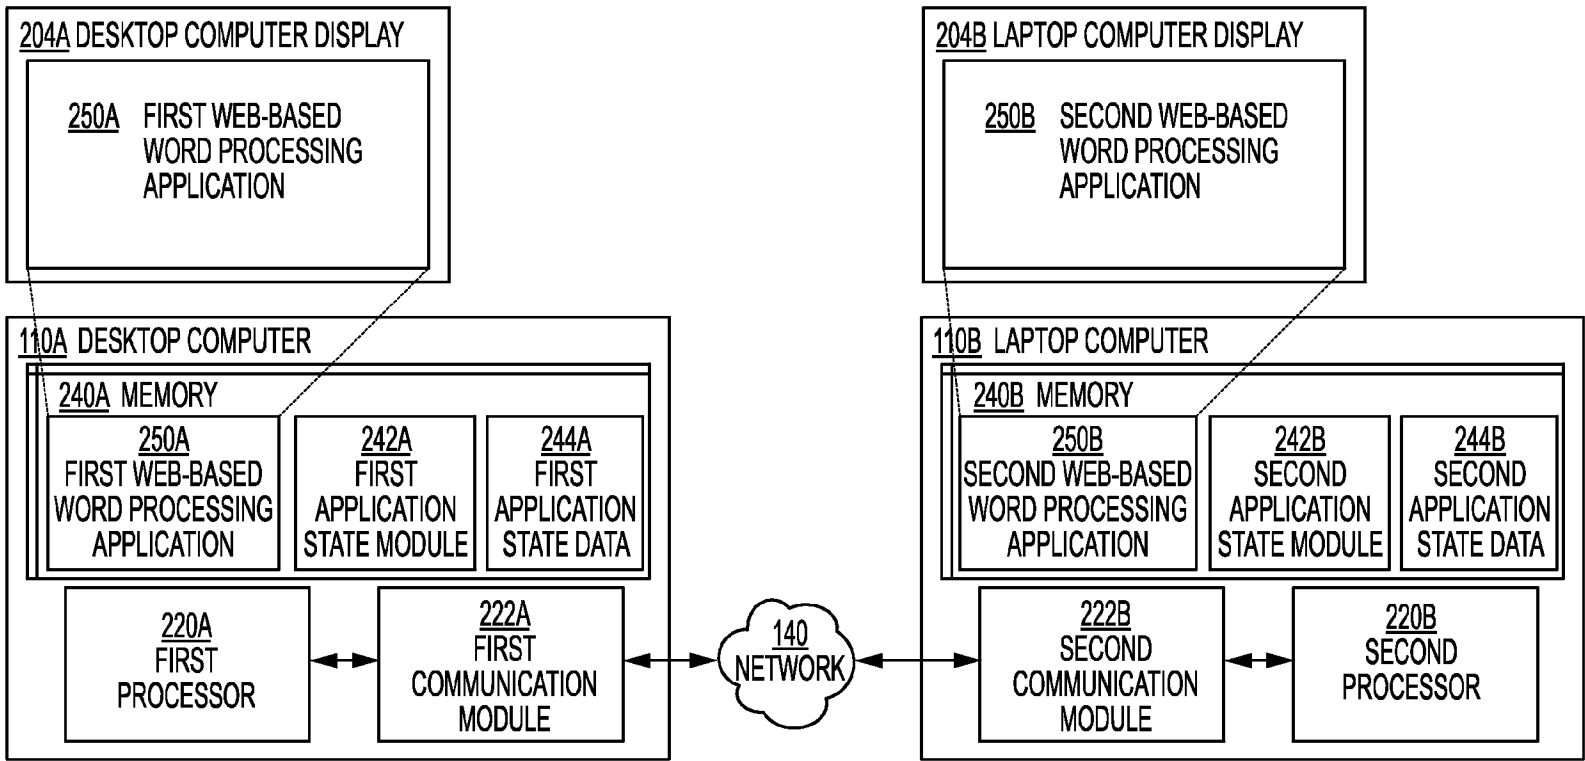 204A DESKTOP COMPUTER DISPLAY
250A FIRST WEB-BASED
WORD PROCESSING
APPLICATION
204B LAPTOP COMPUTER DISPLAY
250B SECOND WEB-BASED
WORD PROCESSING
APPLICATION
110A DESKTOP COMPUTER
240A MEMORY
250A
FIRST WEB-BASED
WORD PROCESSING
APPLICATION
242A
FIRST
APPLICATION
STATE MODULE
244A
FIRST
APPLICATION
STATE DATA
220A
FIRST
PROCESSOR
222A
FIRST
COMMUNICATION
MODULE
140
NETWORK
110B LAPTOP COMPUTER
240B MEMORY
250B
SECOND WEB-BASED
WORD PROCESSING
APPLICATION
242B
SECOND
APPLICATION
STATE MODULE
244B
SECOND
APPLICATION
STATE DATA
222B
SECOND
COMMUNICATION
MODULE
220B
SECOND
PROCESSOR